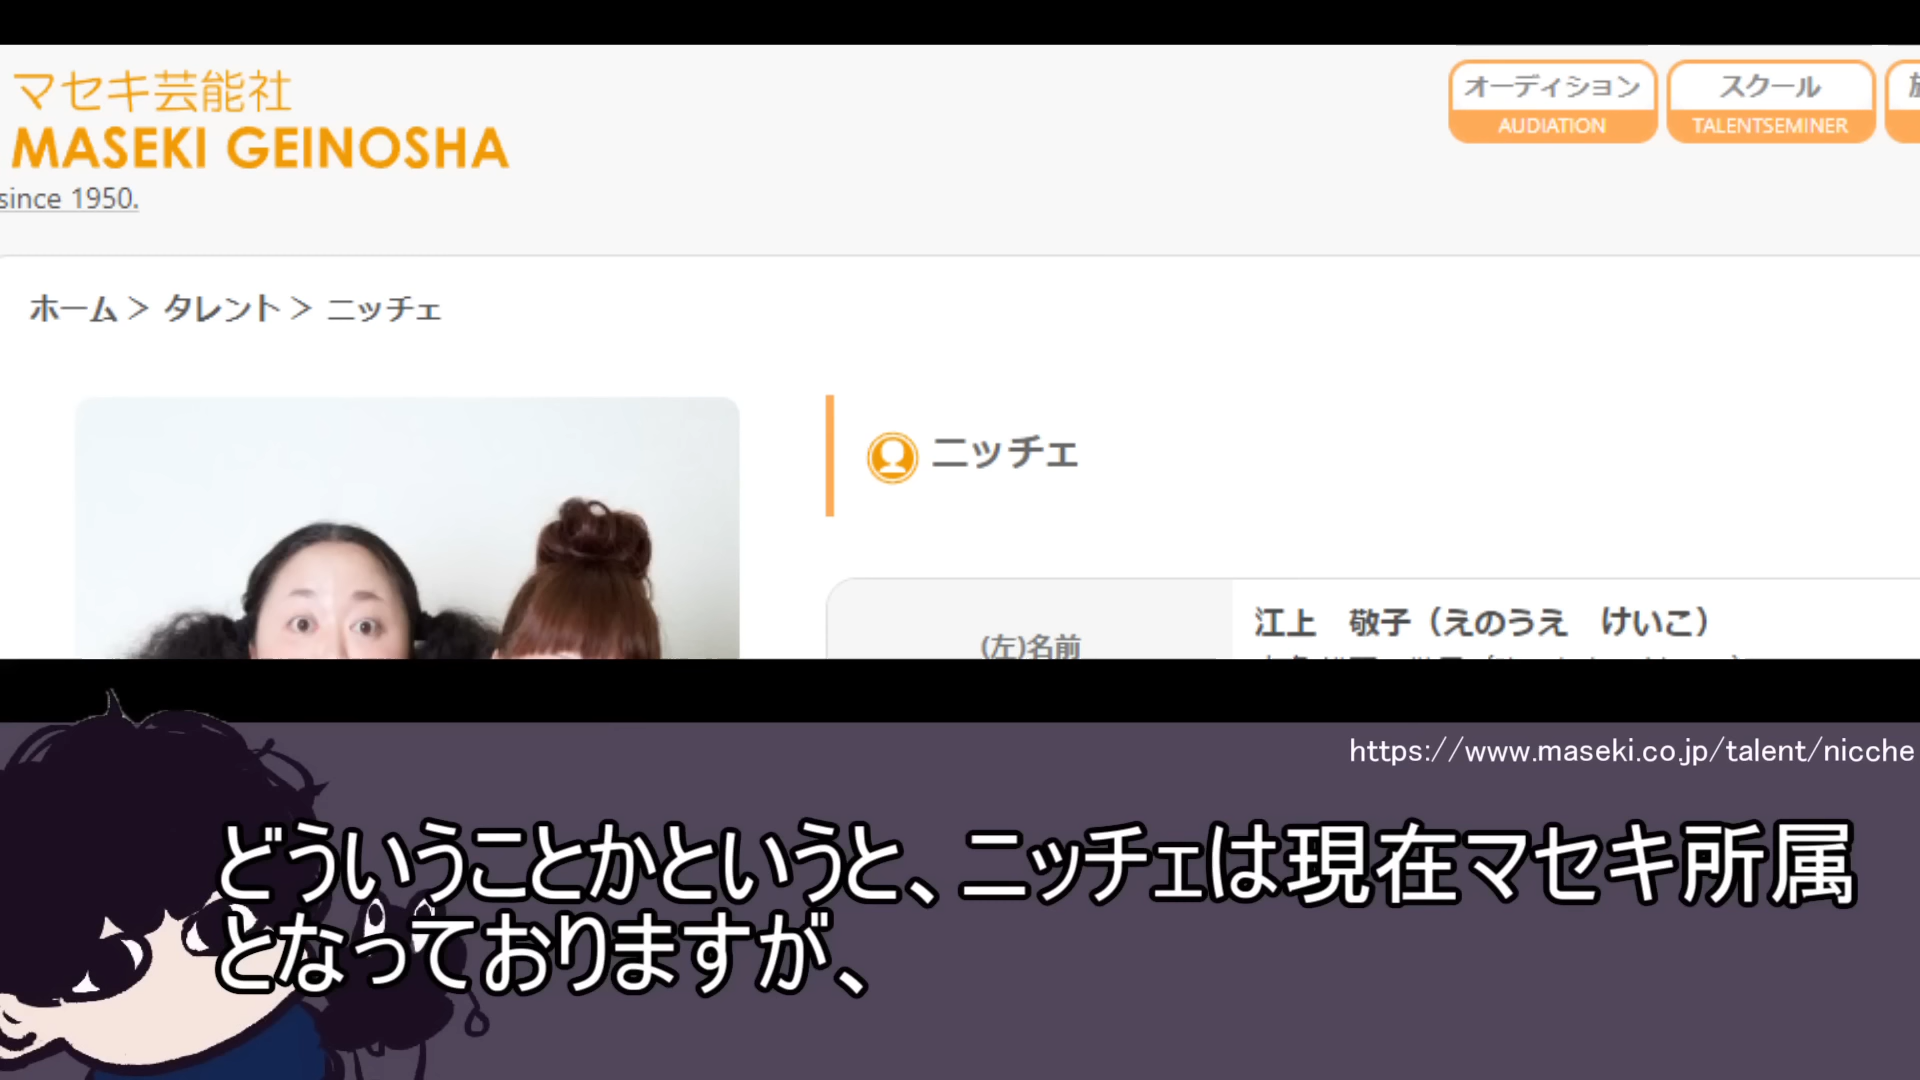 マセキ芸能社
MASEKI GEINOSHA
since 1950.
オーディション
AUDIATION
スクール
TALENTSEMINER
ホーム > タレント > ニッチェ
ニッチェ
(左)名前
江上 敬子（えのうえ けいこ）
https://www.maseki.co.jp/talent/nicche
どういうことかというと、ニッチェは現在マセキ所属
となっておりますが、